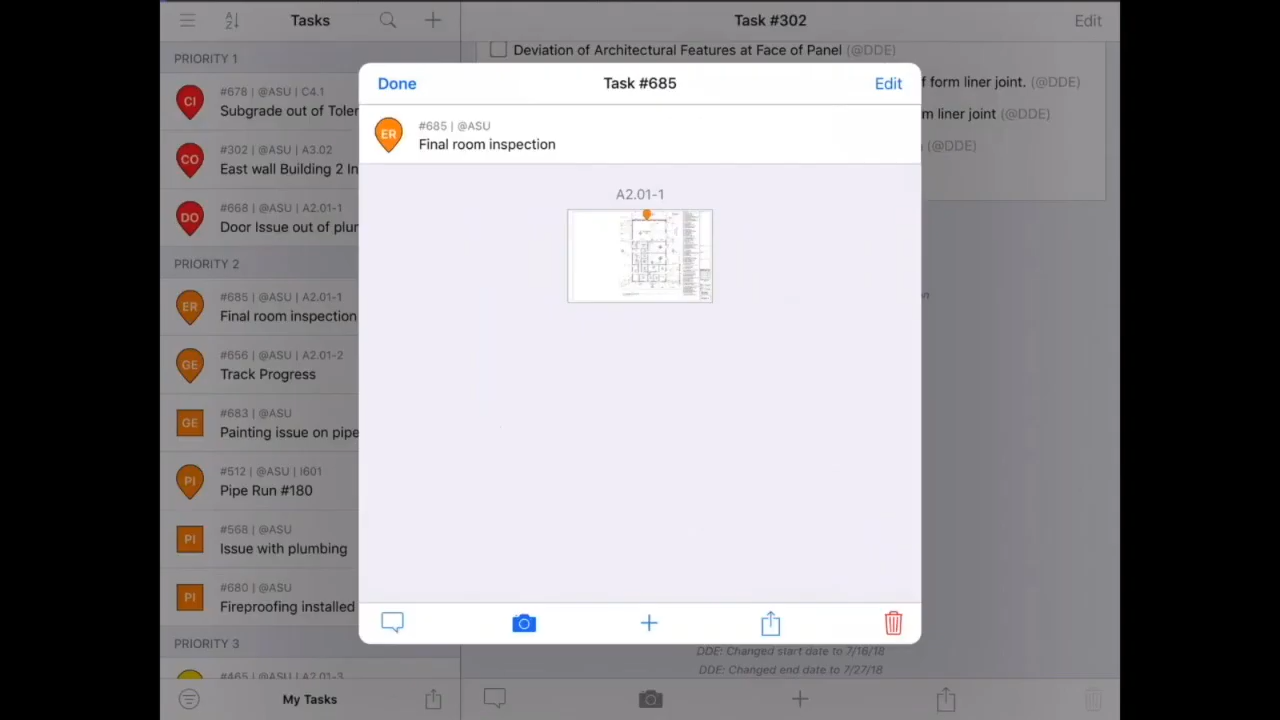 Tasks
Task #302
Edit
PRIORITY 1
CI
#678 | @ASU | C4.1
Subgrade out of Toler
CO
#302 | @ASU | A3.02
East wall Building 2 In
DO
#668 | @ASU | A2.01-1
Door Issue out of plur
PRIORITY 2
ER
#685 | @ASU | A2.01-1
Final room inspection
GE
#656 | @ASU | A2.01-2
Track Progress
GE
#683 | @ASU
Painting issue on pipe
PI
#512 | @ASU | I601
Pipe Run #180
PI
#568 | @ASU
Issue with plumbing
PI
#680 | @ASU
Fireproofing installed
PRIORITY 3
#465 | @ASU | A2.01-3
My Tasks
Deviation of Architectural Features at Face of Panel (@DDE)
f form liner joint. (@DDE)
m liner joint (@DDE)
(@DDE)
Done
Task #685
Edit
ER
#685 | @ASU
Final room inspection
A2.01-1
DDE: Changed start date to 7/16/18
DDE: Changed end date to 7/27/18